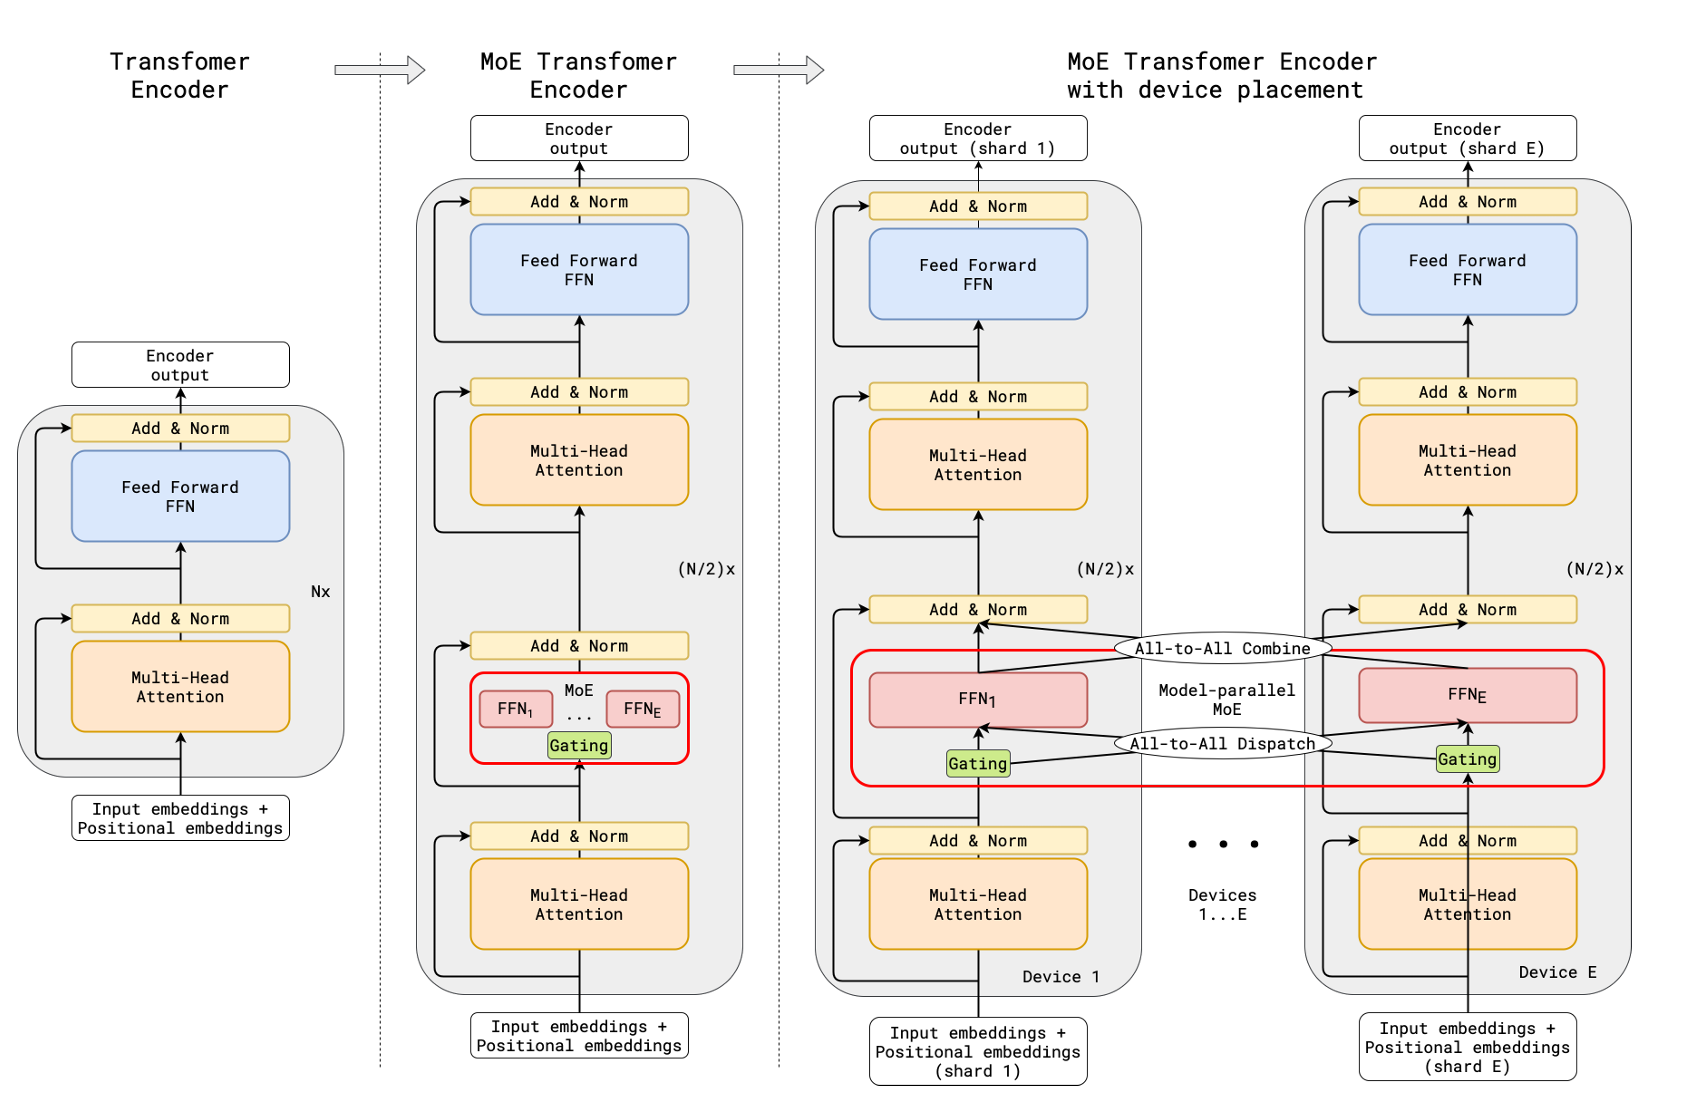 Transfomer
Encoder
Encoder
output
Add & Norm
Feed Forward
FFN
Nx
Add & Norm
Multi-Head
Attention
Input embeddings +
Positional embeddings
MoE Transfomer
Encoder
Encoder
output
Add & Norm
Feed Forward
FFN
Add & Norm
Multi-Head
Attention
(N/2)x
Add & Norm
MoE
FFN1
...
FFNE
Gating
Add & Norm
Multi-Head
Attention
Input embeddings +
Positional embeddings
MoE Transfomer Encoder
with device placement
Encoder
output (shard 1)
Add & Norm
Feed Forward
FFN
Add & Norm
Multi-Head
Attention
(N/2)x
Add & Norm
FFN1
Gating
Add & Norm
Multi-Head
Attention
Device 1
Input embeddings +
Positional embeddings
(shard 1)
All-to-All Combine
Model-parallel
MoE
All-to-All Dispatch
Devices
1...E
Encoder
output (shard E)
Add & Norm
Feed Forward
FFN
Add & Norm
Multi-Head
Attention
(N/2)x
Add & Norm
FFNE
Gating
Add & Norm
Multi-Head
Attention
Device E
Input embeddings +
Positional embeddings
(shard E)